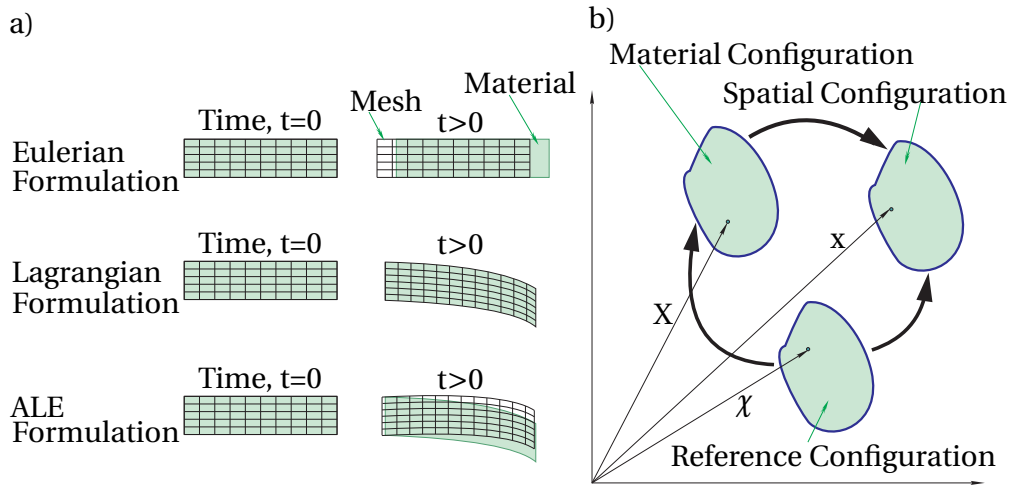 a)
Mesh
Material
Time, t=0
t>0
Eulerian
Formulation
Time, t=0
t>0
Lagrangian
Formulation
Time, t=0
t>0
ALE
Formulation
b)
Material Configuration
Spatial Configuration
x
X
χ
Reference Configuration